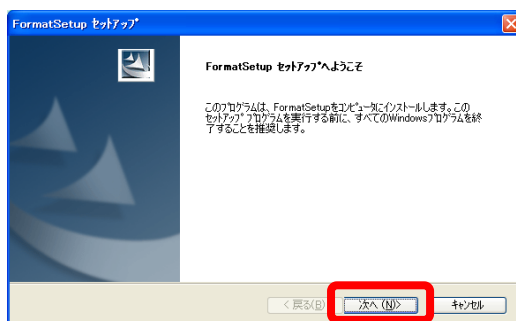 FormatSetup ｾｯﾄｱｯﾌﾟ
FormatSetup ｾｯﾄｱｯﾌﾟへようこそ
このﾌﾟﾛｸﾞﾗﾑは、FormatSetupをｺﾝﾋﾟｭｰﾀにｲﾝｽﾄｰﾙします。この
ｾｯﾄｱｯﾌﾟ ﾌﾟﾛｸﾞﾗﾑを実行する前に、すべてのWindowsﾌﾟﾛｸﾞﾗﾑを終
了することを推奨します。
< 戻る(B)
次へ (N)>
ｷｬﾝｾﾙ